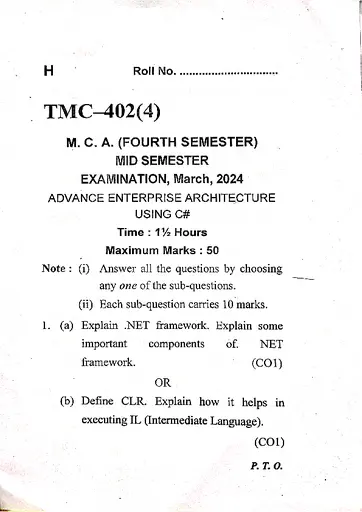 H Roll No. ..............................
TMC–402(4)
M. C. A. (FOURTH SEMESTER)
MID SEMESTER
EXAMINATION, March, 2024
ADVANCE ENTERPRISE ARCHITECTURE
USING C#
Time : 1½ Hours
Maximum Marks : 50
Note : (i) Answer all the questions by choosing
any one of the sub-questions.
(ii) Each sub-question carries 10 marks.
1. (a) Explain .NET framework. Explain some
important components of. NET
framework. (CO1)
OR
(b) Define CLR. Explain how it helps in
executing IL (Intermediate Language).
(CO1)
P. T. O.